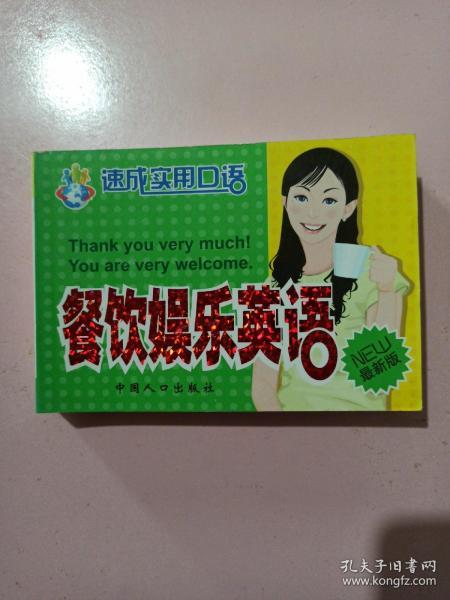 速成实用口语
Thank you very much!
You are very welcome.
餐饮娱乐英语
NEW
最新版
中国人口出版社
孔夫子旧书网
www.kongfz.com